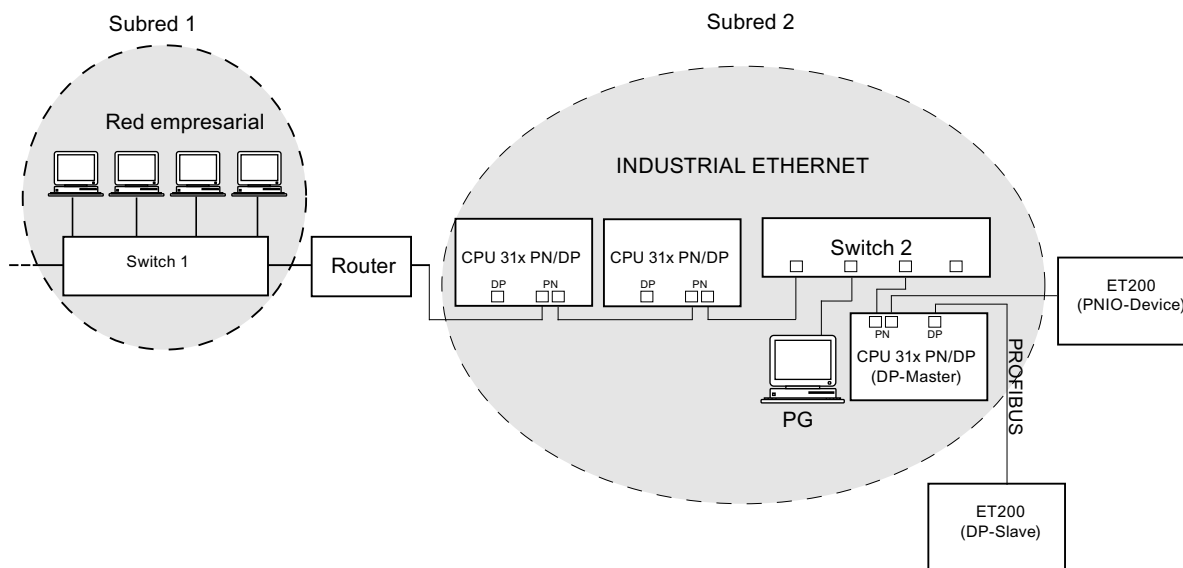 Subred 1
Subred 2
Red empresarial
INDUSTRIAL ETHERNET
Switch 1
Router
CPU 31x PN/DP
DP
PN
CPU 31x PN/DP
DP
PN
Switch 2
ET200
(PNIO-Device)
PN
DP
CPU 31x PN/DP
(DP-Master)
PG
PROFIBUS
ET200
(DP-Slave)